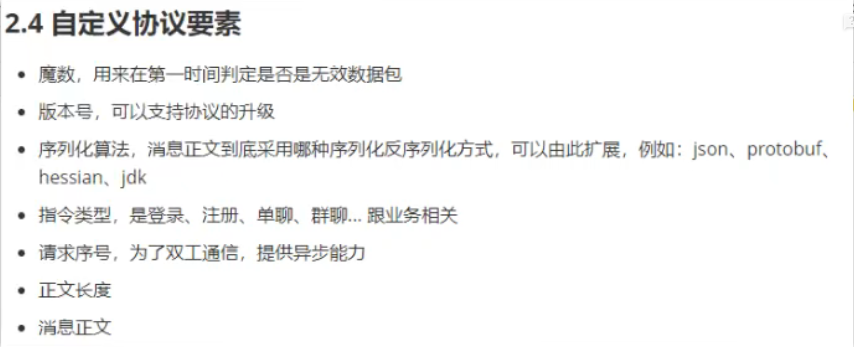 2.4 自定义协议要素
• 魔数，用来在第一时间判定是否是无效数据包
• 版本号，可以支持协议的升级
• 序列化算法，消息正文到底采用哪种序列化反序列化方式，可以由此扩展，例如：json、protobuf、
hessian、jdk
• 指令类型，是登录、注册、单聊、群聊... 跟业务相关
• 请求序号，为了双工通信，提供异步能力
• 正文长度
• 消息正文